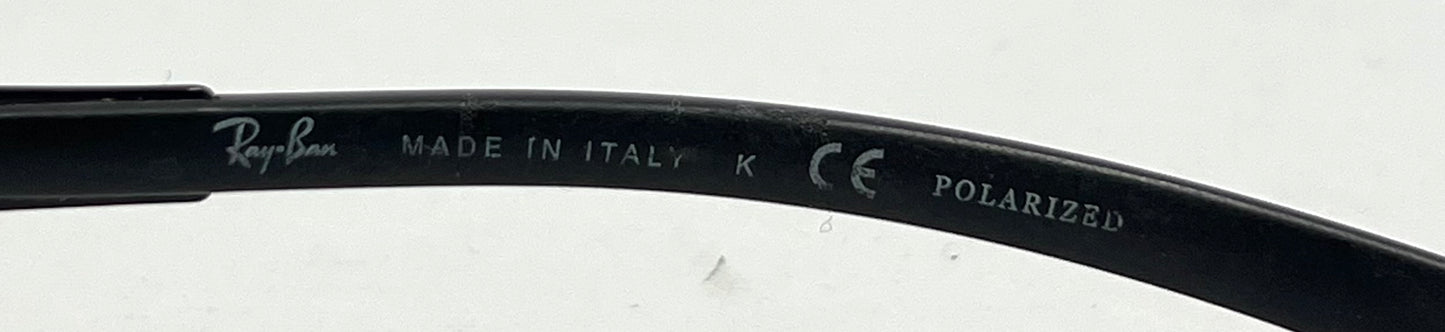 Ray-Ban MADE IN ITALY K CE POLARIZED